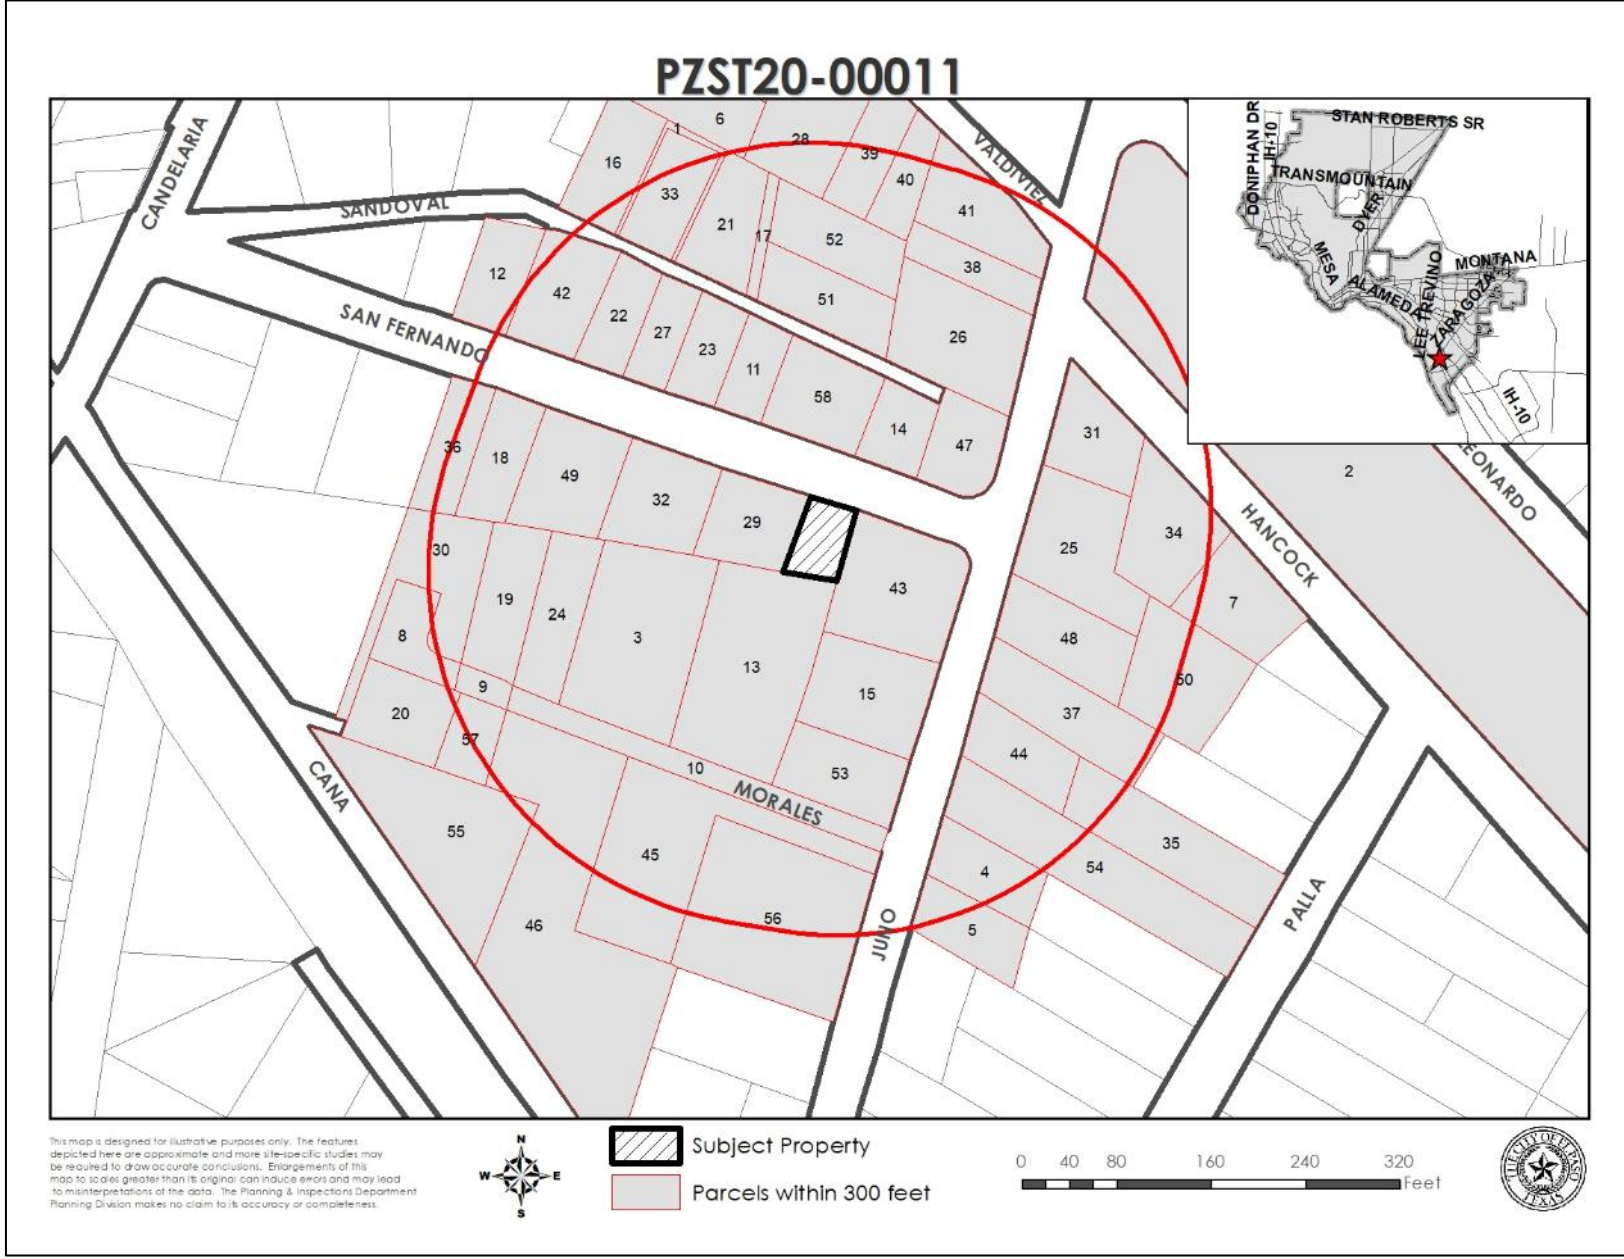 PZST20-00011
STAN ROBERTS SR
DONIPHAN DR
IH-10
TRANSMOUNTAIN
DYER
MESA
MONTANA
ALAMEDA
LEE TREVINO
ZARAGOZA
IH-10
CANDELARIA
SANDOVAL
VALDIVIEZ
SAN FERNANDO
LEONARDO
HANCOCK
CANA
MORALES
JUNO
PALLA
6
1
28
16
39
33
40
41
21
17
52
12
38
42
51
22
27
26
23
11
58
14
31
47
36
18
49
2
32
29
34
25
30
43
19
7
24
8
3
48
13
50
9
15
20
37
57
44
10
53
55
35
45
54
4
56
46
5
This map is designed for illustrative purposes only. The features
depicted here are approximate and more site-specific studies may
be required to draw accurate conclusions. Enlargements of this
map to scales greater than its original can induce errors and may lead
to misinterpretations of the data. The Planning & Inspections Department
Planning Division makes no claim to its accuracy or completeness.
N
W
E
S
Subject Property
Parcels within 300 feet
0 40 80 160 240 320
Feet
THE CITY OF EL PASO
TEXAS